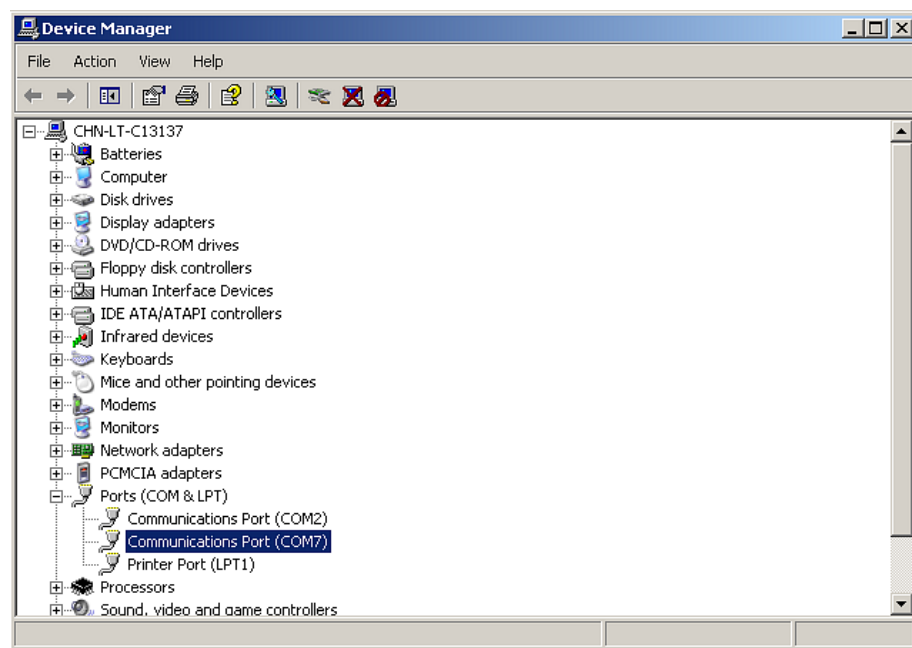 Device Manager
File Action View Help
CHN-LT-C13137
Batteries
Computer
Disk drives
Display adapters
DVD/CD-ROM drives
Floppy disk controllers
Human Interface Devices
IDE ATA/ATAPI controllers
Infrared devices
Keyboards
Mice and other pointing devices
Modems
Monitors
Network adapters
PCMCIA adapters
Ports (COM & LPT)
Communications Port (COM2)
Communications Port (COM7)
Printer Port (LPT1)
Processors
Sound, video and game controllers